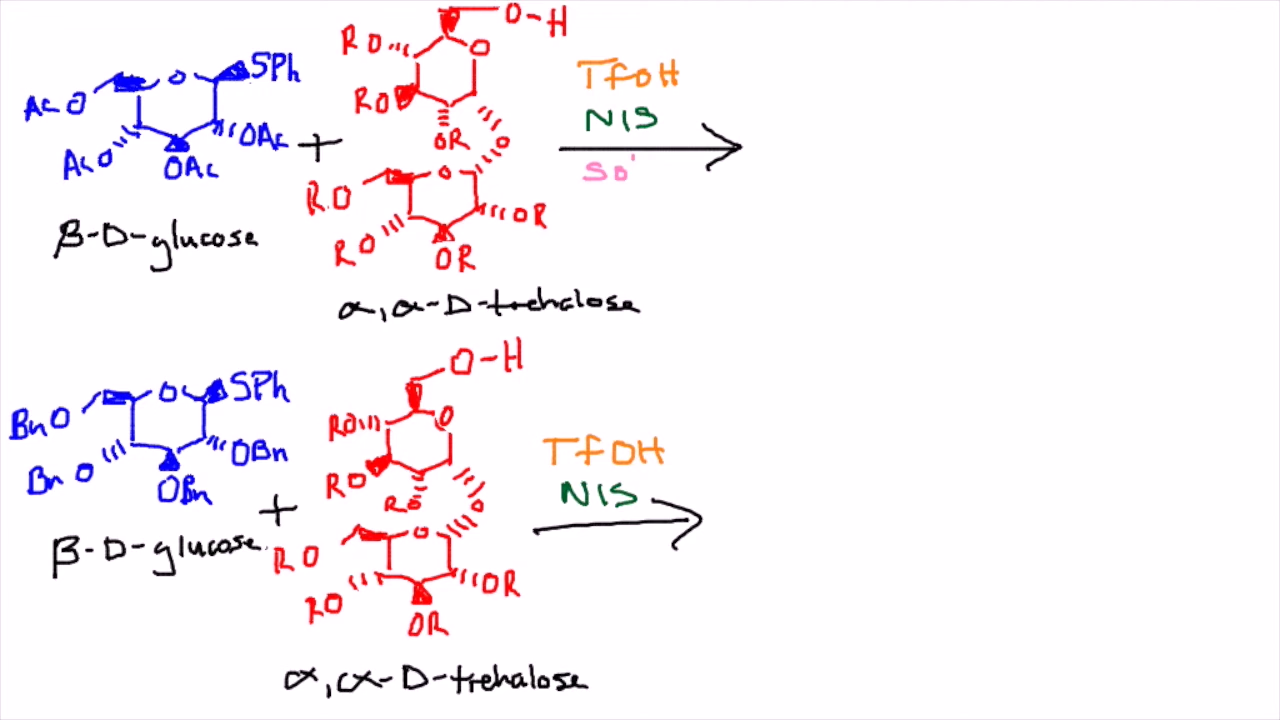 O-H
RO
O
SPh
O
TfOH
AcO
RO
NIS
OAc
OR
O
AcO
OAc
+
so'
O
RO
OR
β-D-glucose
RO
OR
α,α-D-trehalose
O-H
SPh
O
RO
O
BnO
TfOH
OBn
BnO
RO
NIS
OBn
RO
O
+
O
β-D-glucose
RO
OR
RO
OR
α,α-D-trehalose